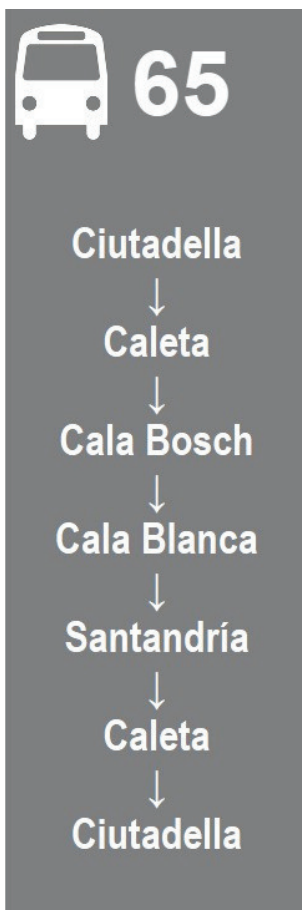 65
Ciutadella
↓
Caleta
↓
Cala Bosch
↓
Cala Blanca
↓
Santandría
↓
Caleta
↓
Ciutadella